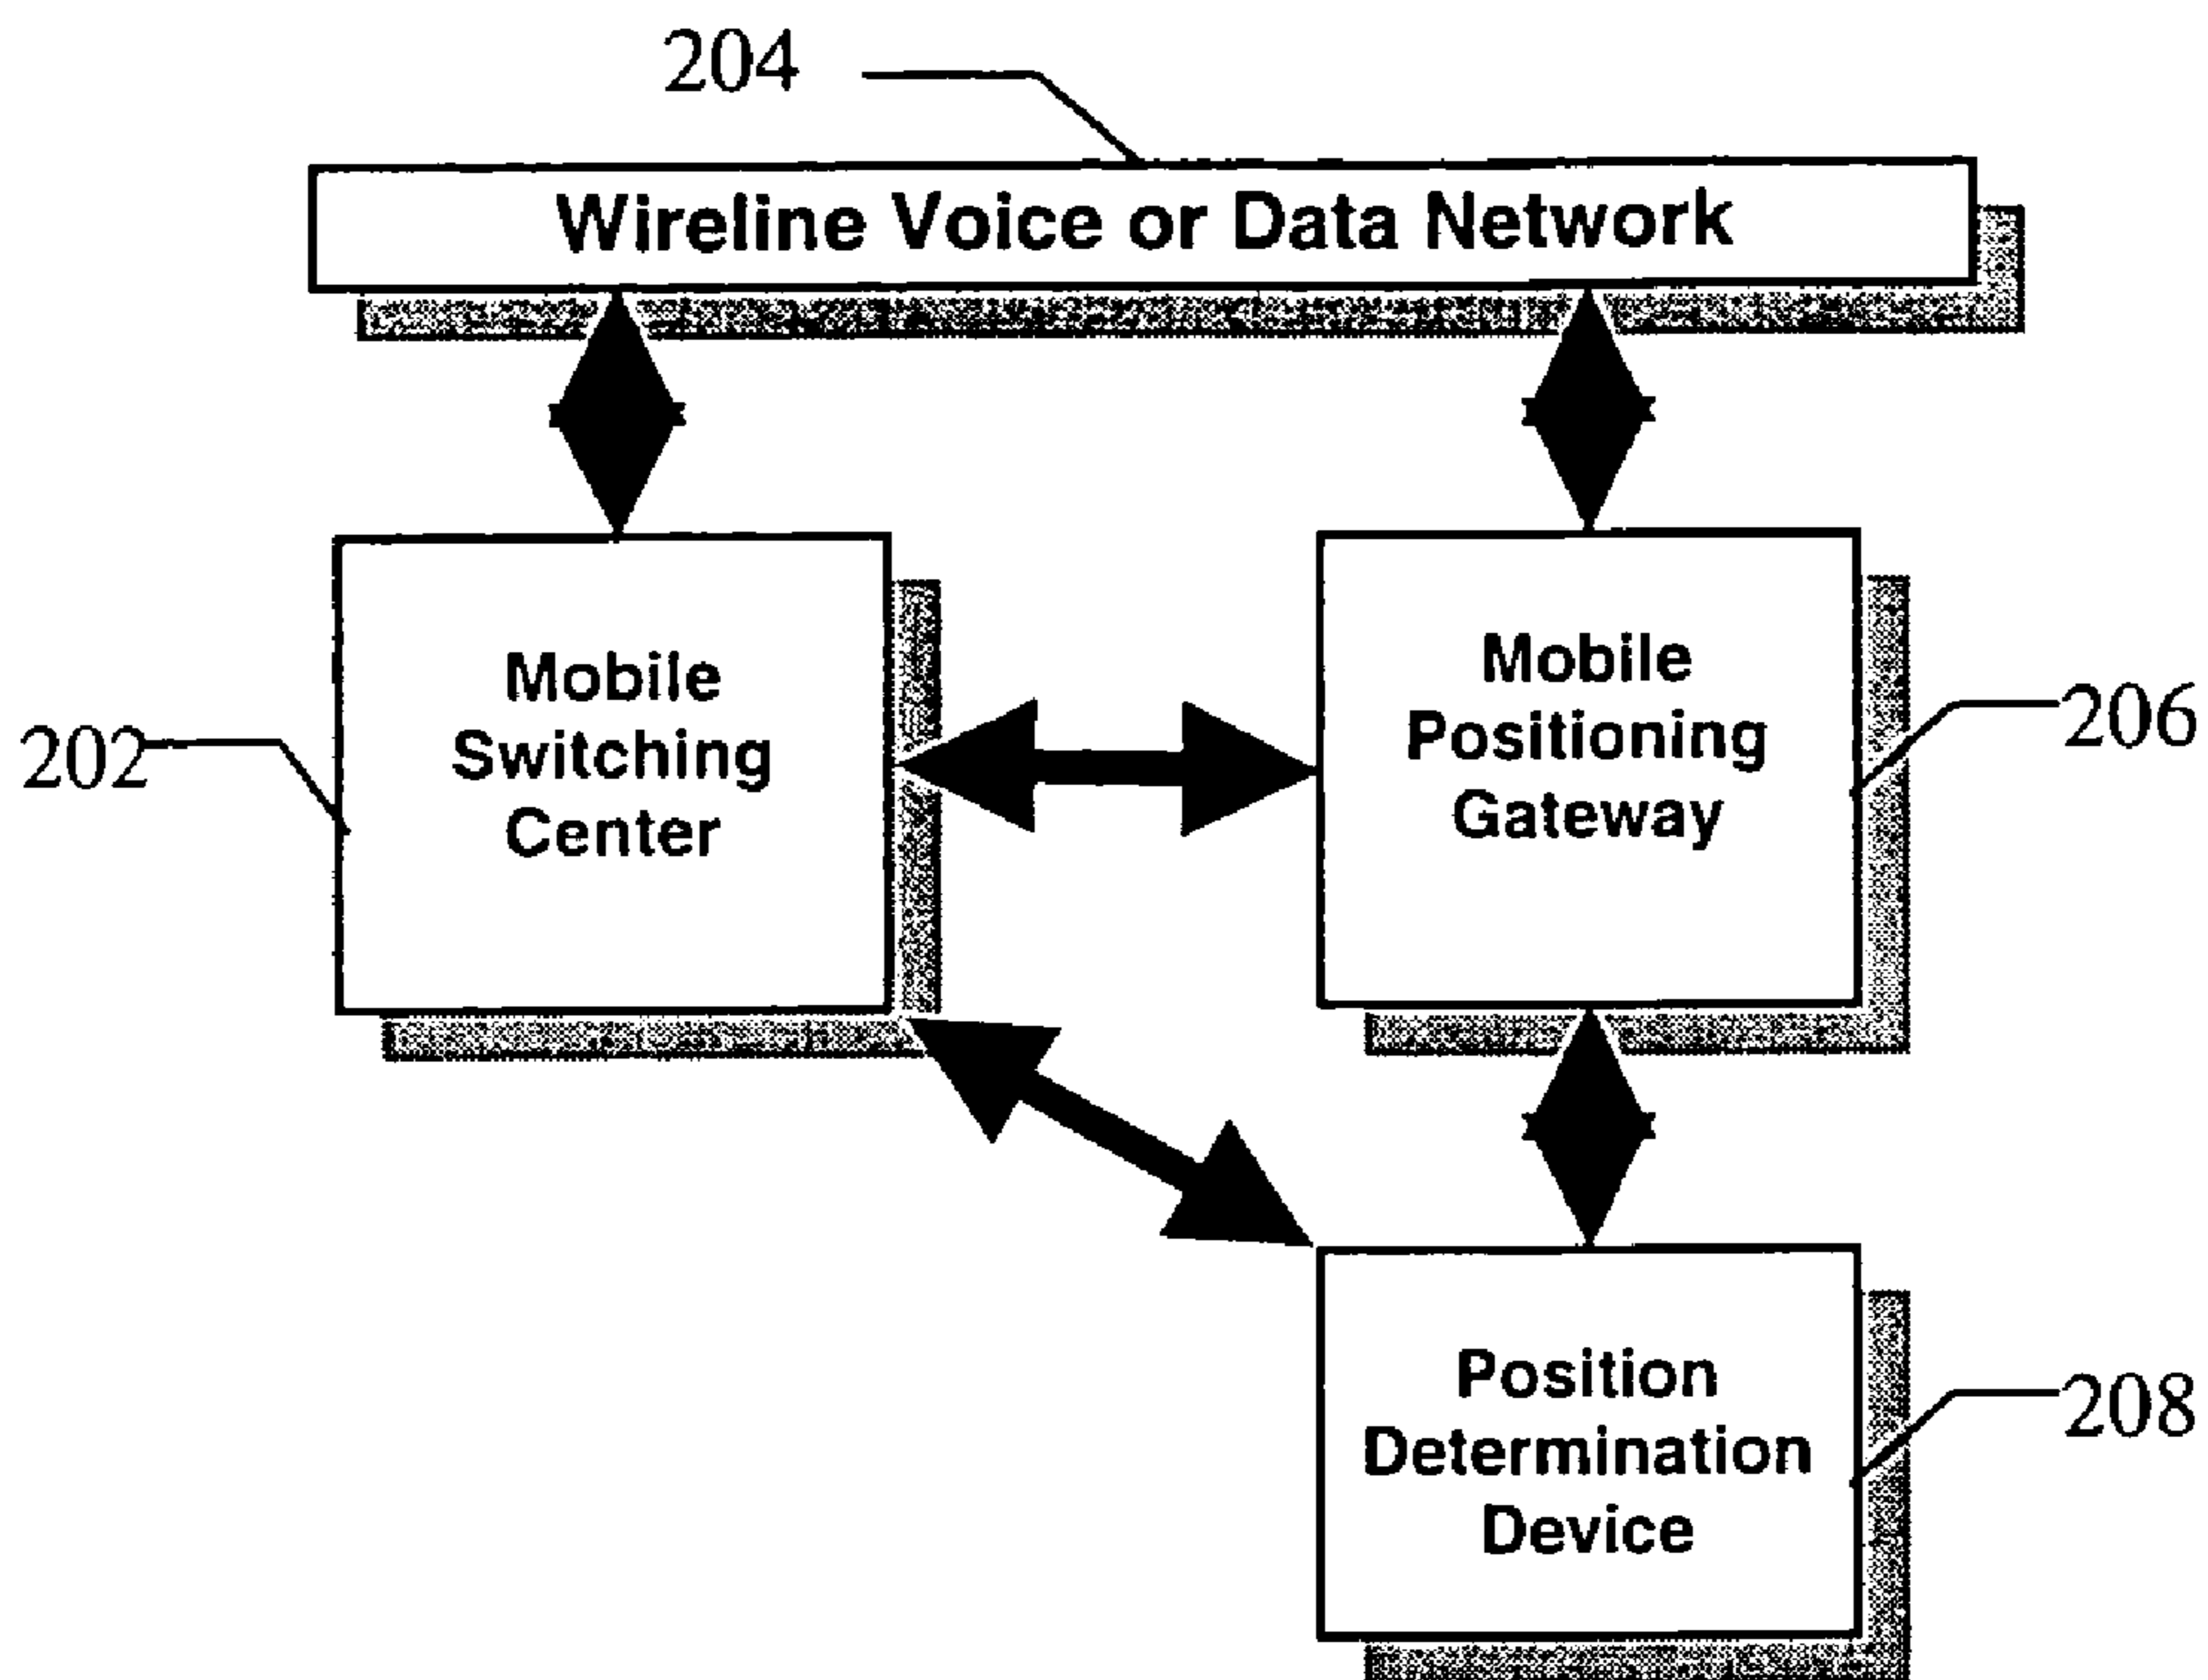 204
Wireline Voice or Data Network
202
Mobile
Switching
Center
Mobile
Positioning
Gateway
206
Position
Determination
Device
208